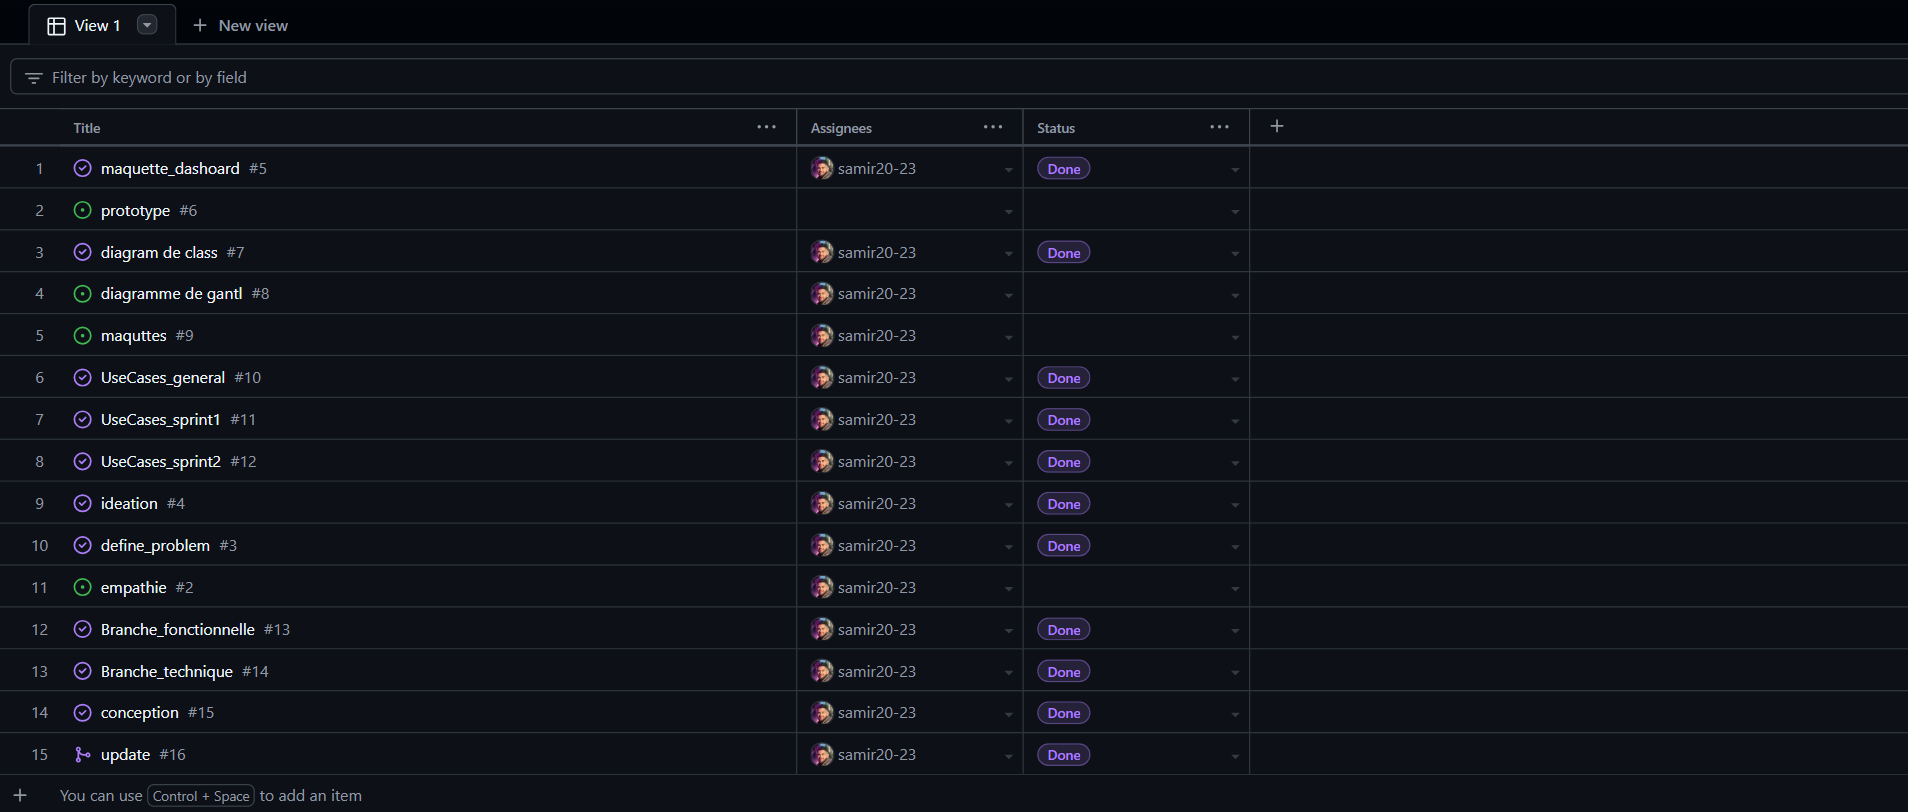 View 1 New view
Filter by keyword or by field
Title Assignees Status
1 maquette_dashoard #5 samir20-23 Done
2 prototype #6
3 diagram de class #7 samir20-23 Done
4 diagramme de gantl #8 samir20-23
5 maquttes #9 samir20-23
6 UseCases_general #10 samir20-23 Done
7 UseCases_sprint1 #11 samir20-23 Done
8 UseCases_sprint2 #12 samir20-23 Done
9 ideation #4 samir20-23 Done
10 define_problem #3 samir20-23 Done
11 empathie #2 samir20-23
12 Branche_fonctionnelle #13 samir20-23 Done
13 Branche_technique #14 samir20-23 Done
14 conception #15 samir20-23 Done
15 update #16 samir20-23 Done
You can use Control + Space to add an item